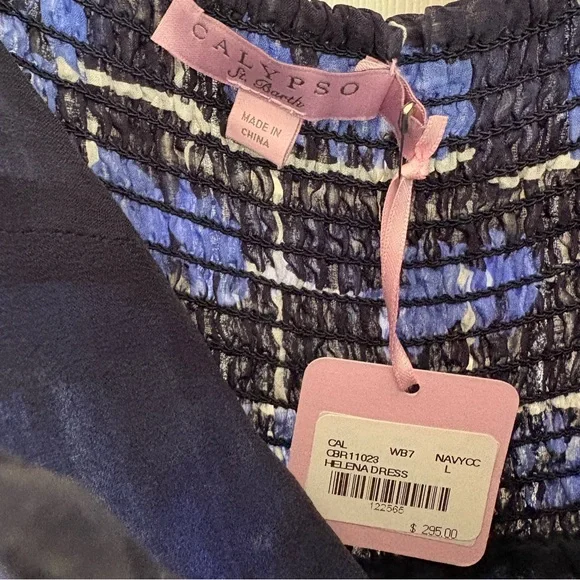 CALYPSO
St. Barth
MADE IN
CHINA
CAL WB7 NAVYCC
CBR11023 L
HELENA DRESS
122565
$ 295.00